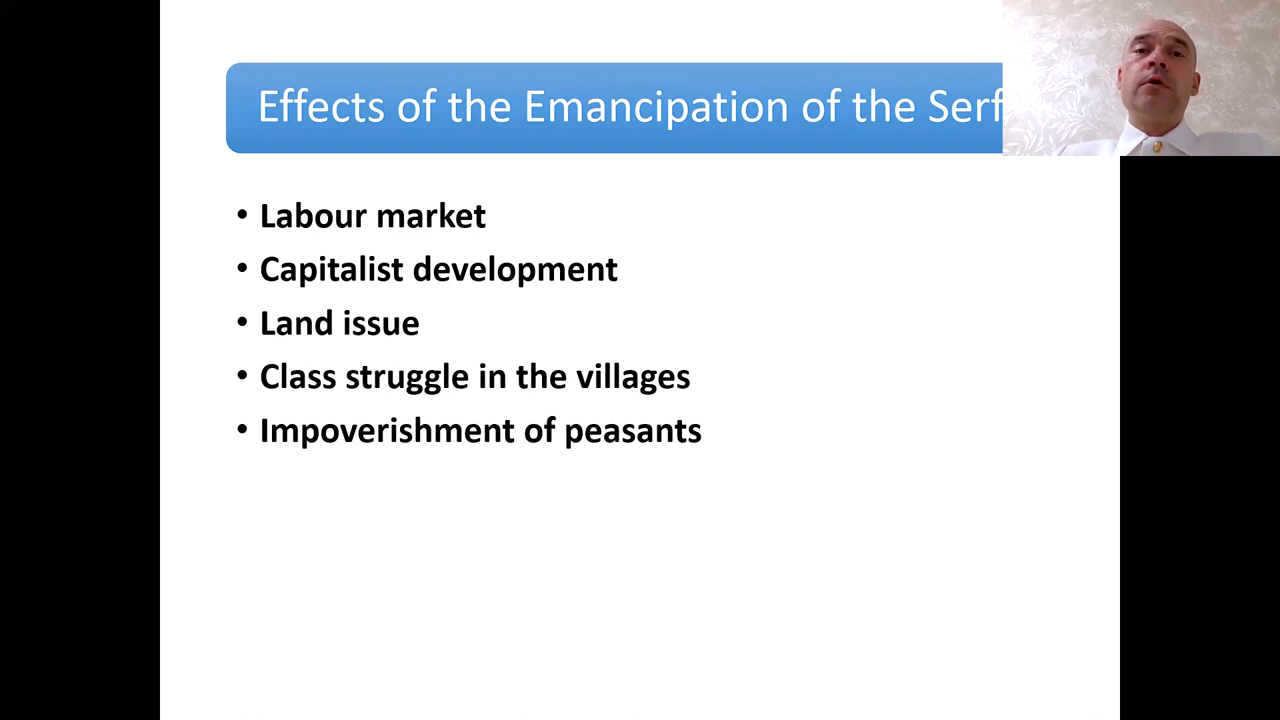 Effects of the Emancipation of the Serf
• Labour market
• Capitalist development
• Land issue
• Class struggle in the villages
• Impoverishment of peasants